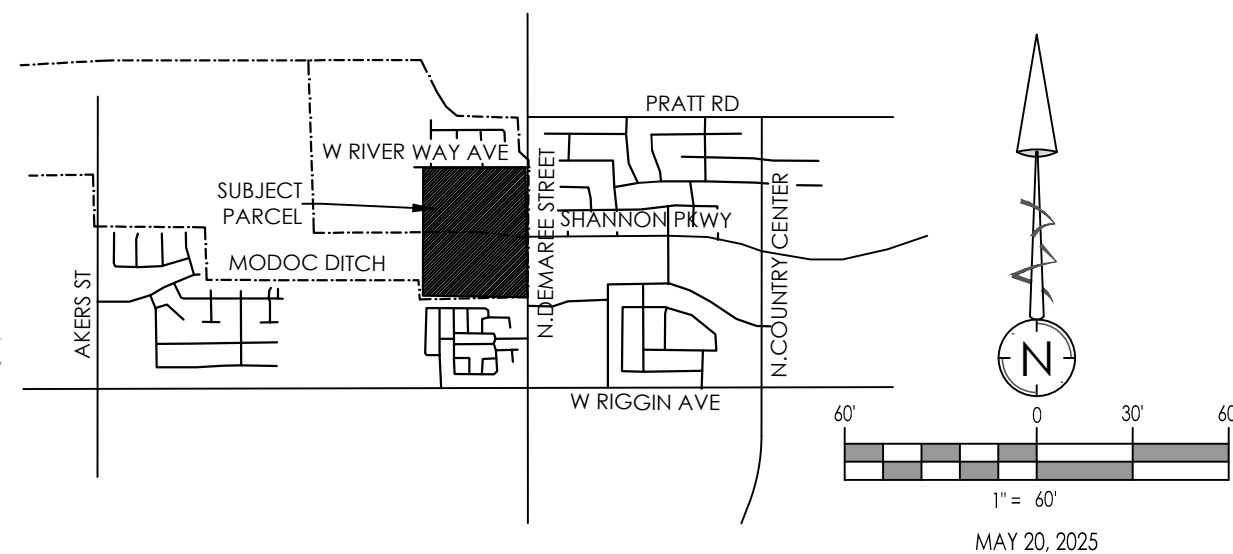 PRATT RD
W RIVER WAY AVE
SUBJECT
PARCEL
N.DEMAREE STREET
SHANNON PKWY
N.COUNTRY CENTER
MODOC DITCH
AKERS ST
W RIGGIN AVE
N
60' 0 30'
1" = 60'
MAY 20, 2025